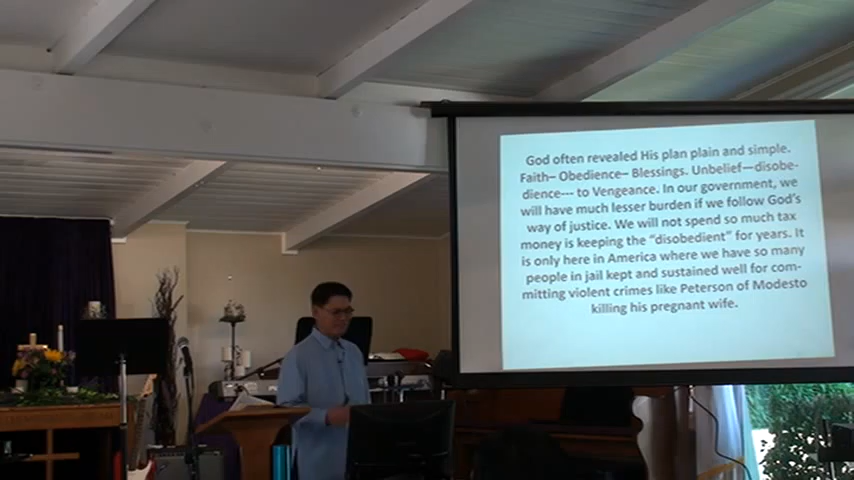 God often revealed His plan plain and simple.
Faith– Obedience– Blessings. Unbelief—disobe-
dience--- to Vengeance. In our government, we
will have much lesser burden if we follow God's
way of justice. We will not spend so much tax
money is keeping the "disobedient" for years. It
is only here in America where we have so many
people in jail kept and sustained well for com-
mitting violent crimes like Peterson of Modesto
killing his pregnant wife.